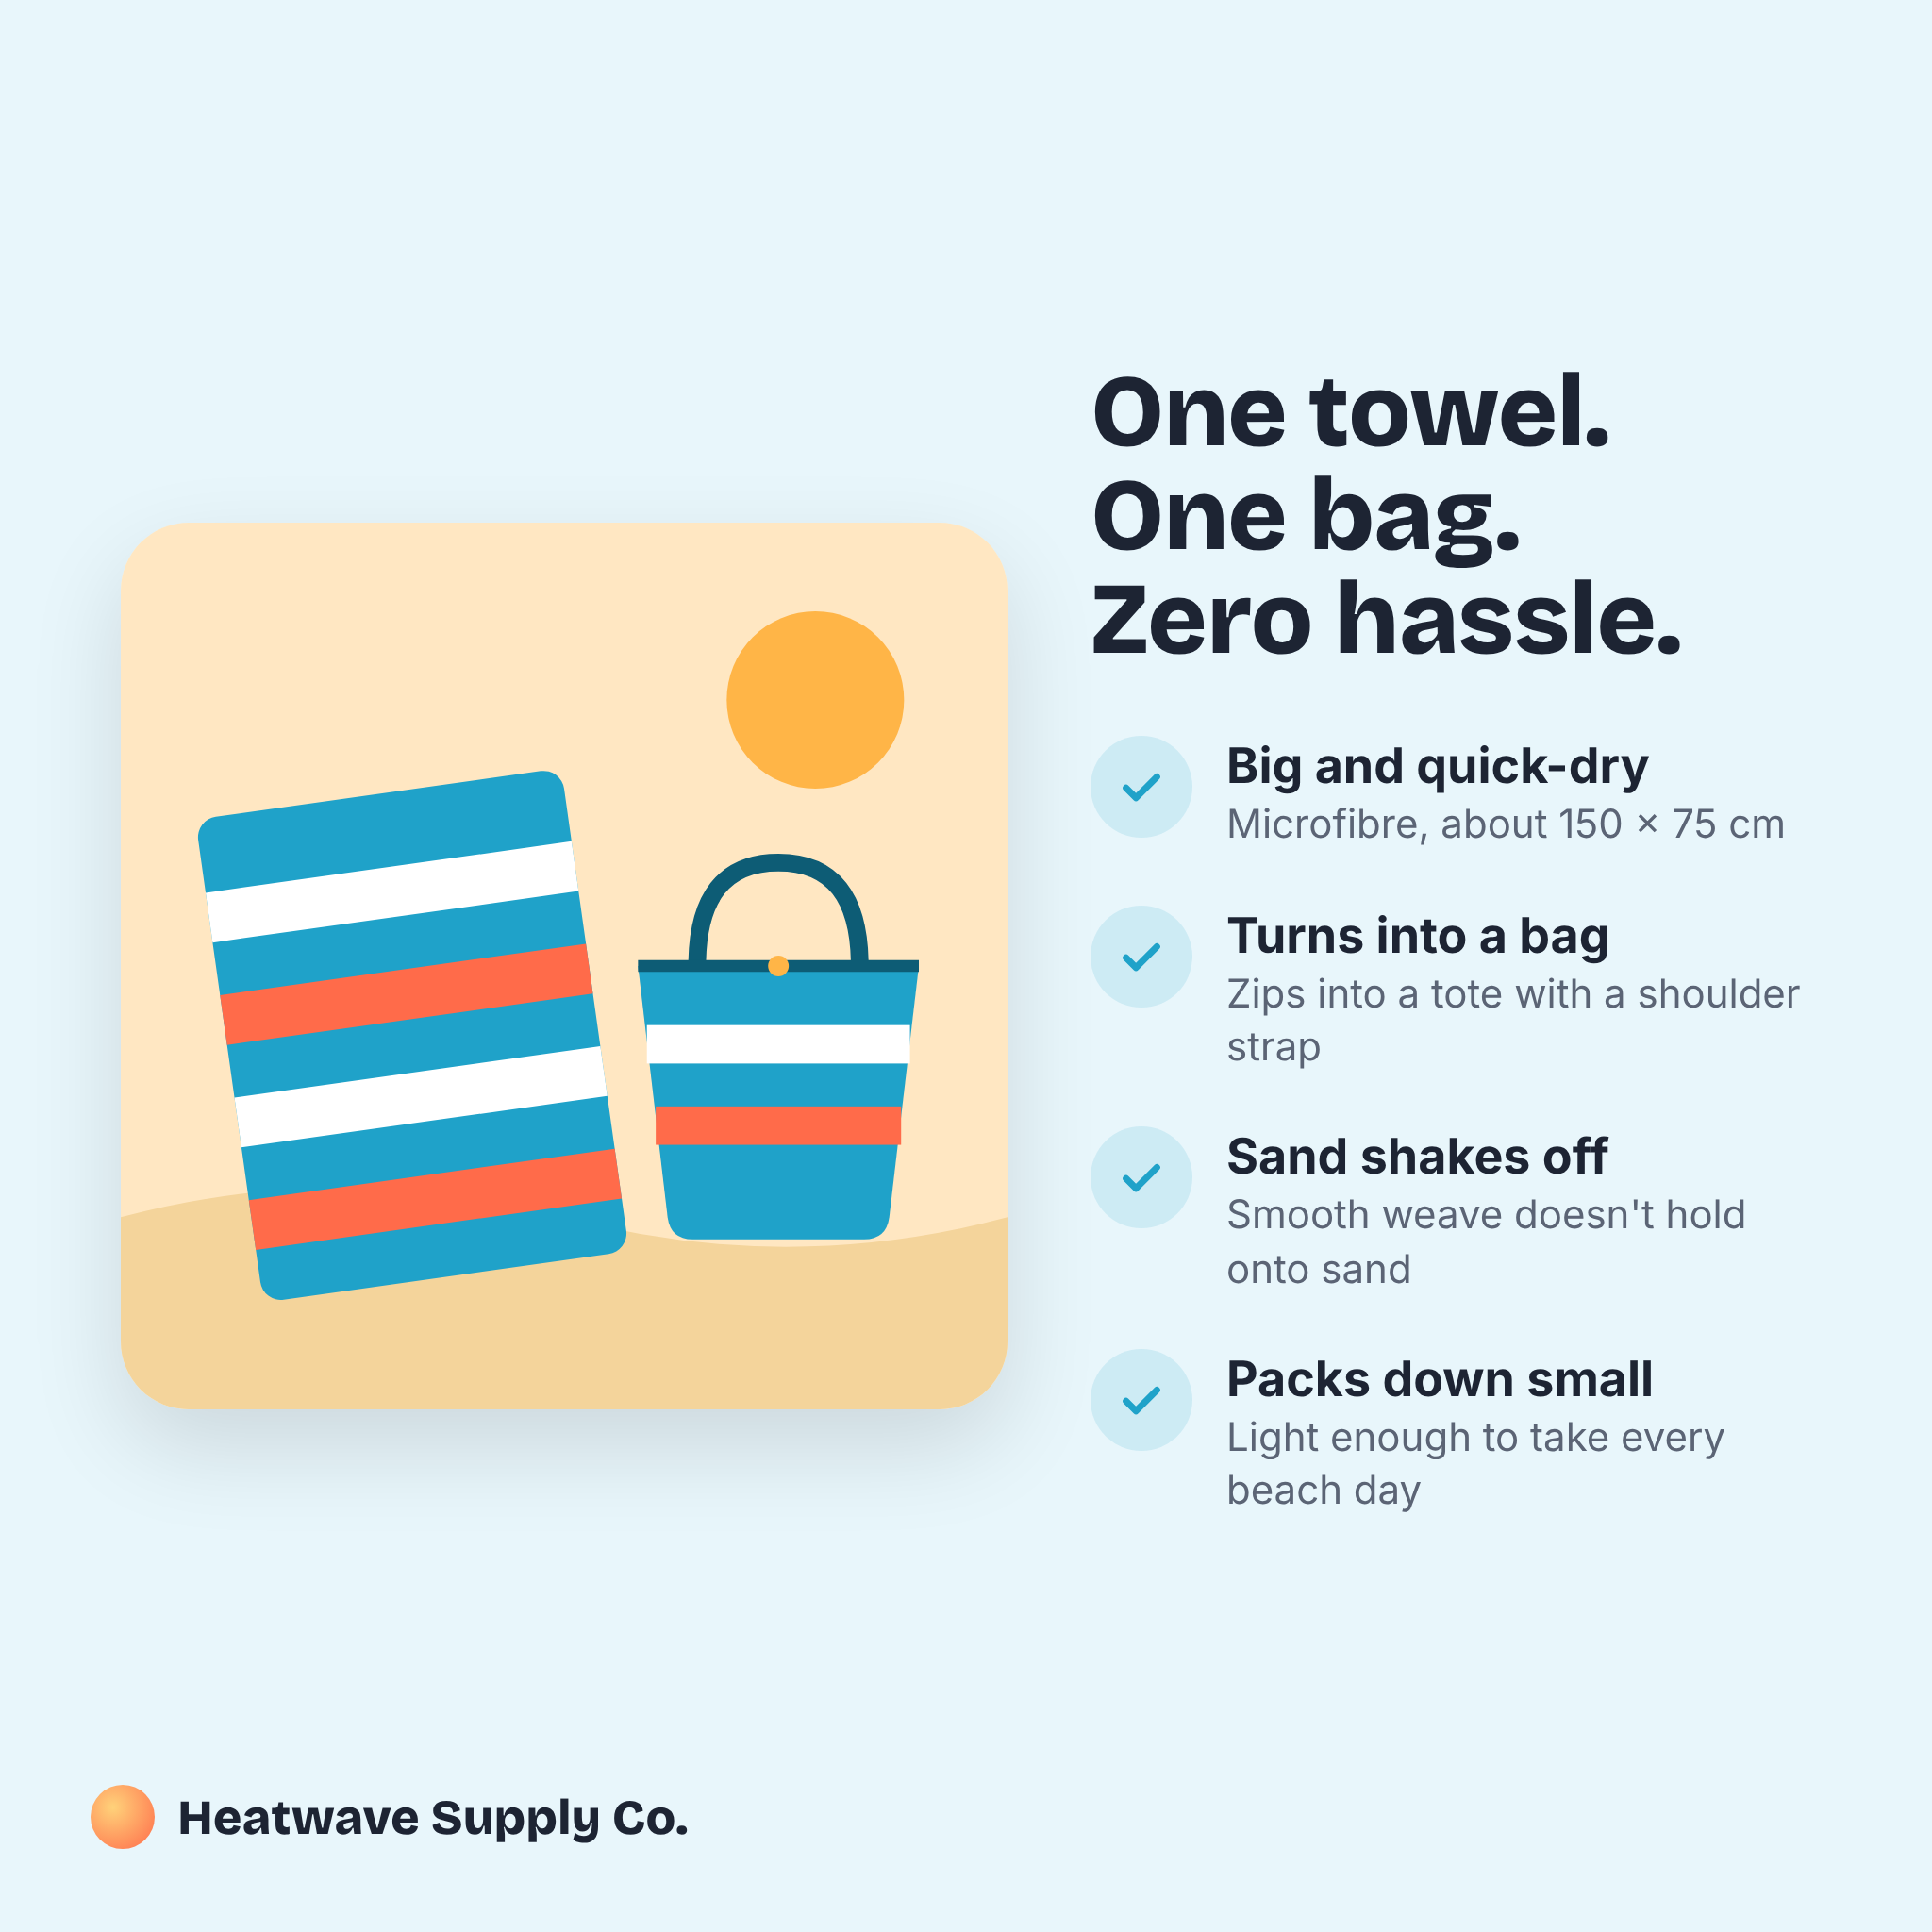 One towel.
One bag.
Zero hassle.
Big and quick-dry
Microfibre, about 150 × 75 cm
Turns into a bag
Zips into a tote with a shoulder
strap
Sand shakes off
Smooth weave doesn't hold
onto sand
Packs down small
Light enough to take every
beach day
Heatwave Supply Co.